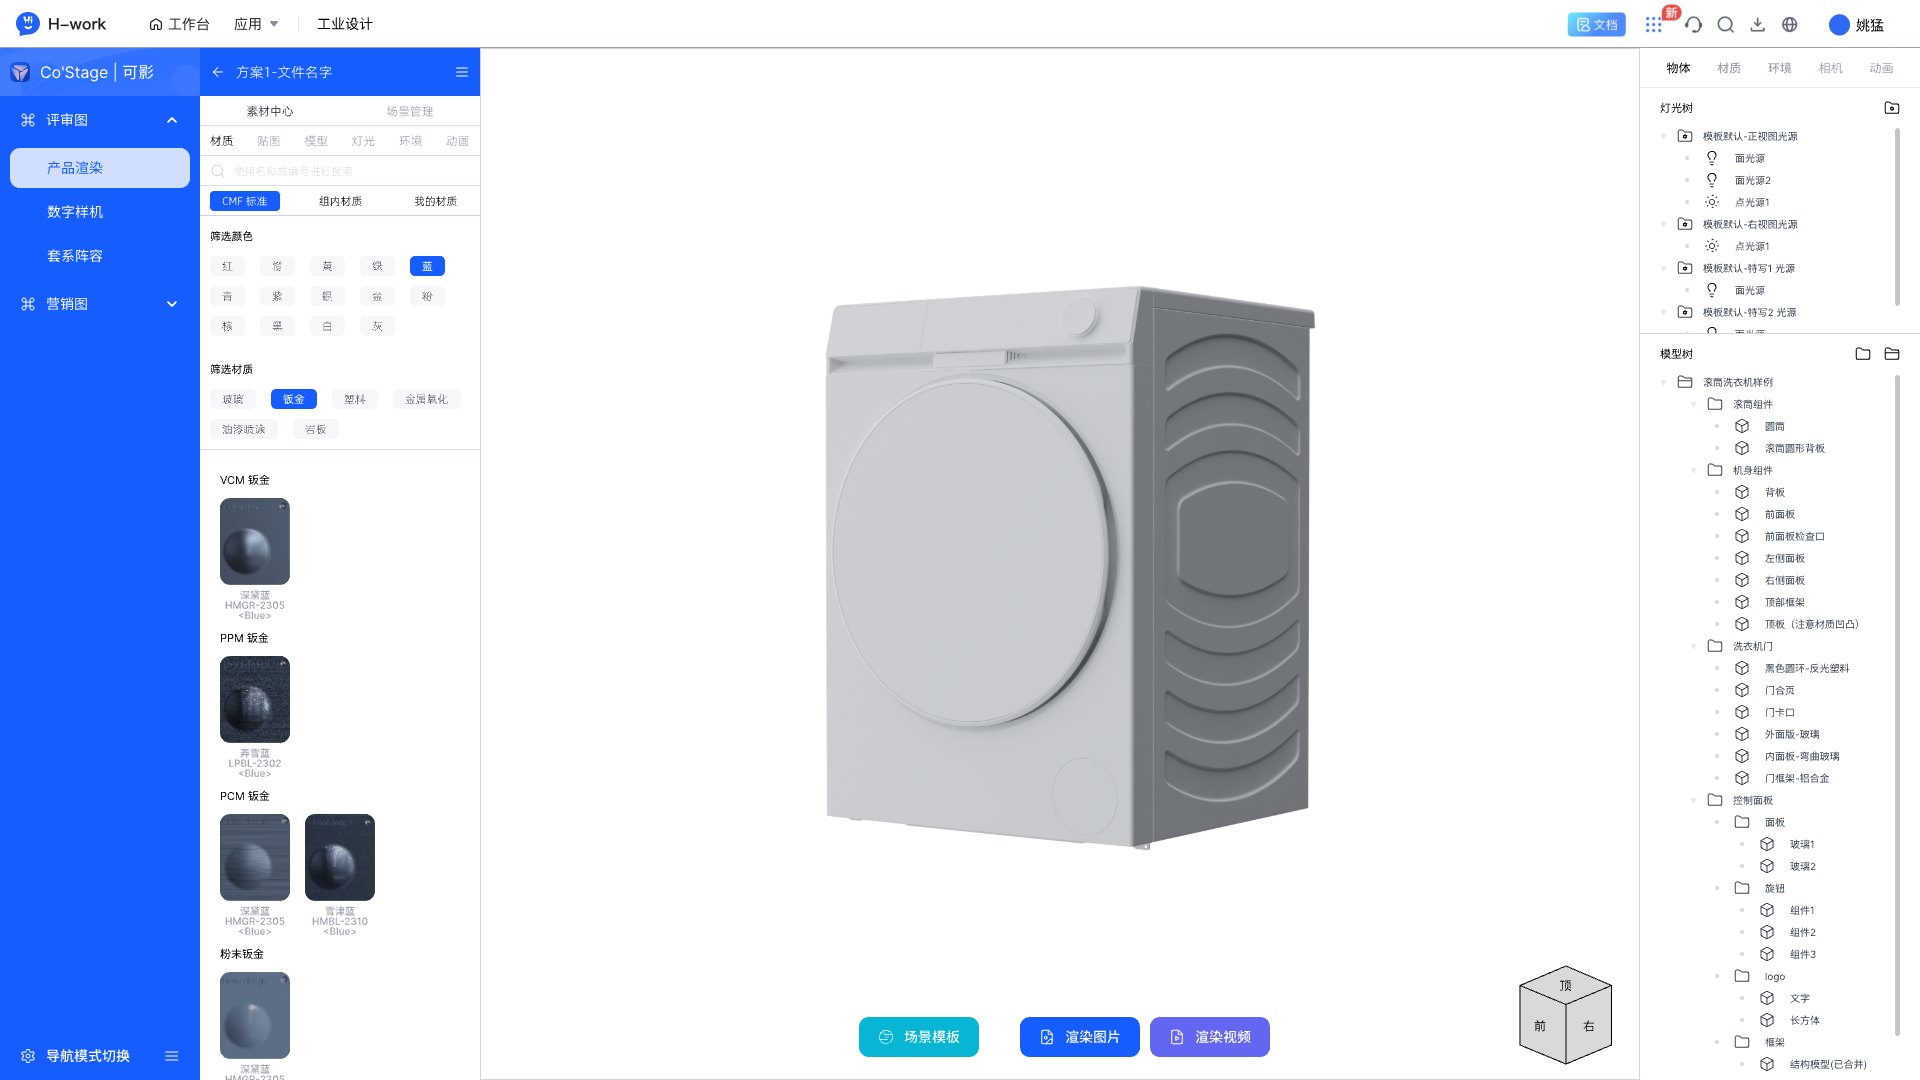 H-work
工作台
应用
工业设计
文档
新
姚猛
Co'Stage | 可影
评审图
产品渲染
数字样机
套系阵容
营销图
导航模式切换
方案1-文件名字
素材中心
场景管理
材质
贴图
模型
灯光
环境
动画
使用名称或编号进行搜索
CMF 标准
组内材质
我的材质
筛选颜色
红
橙
黄
绿
蓝
青
紫
银
金
粉
棕
黑
白
灰
筛选材质
玻璃
钣金
塑料
金属氧化
油漆喷涂
岩板
VCM 钣金
深黛蓝
HMGR-2305
<Blue>
PPM 钣金
弄雪蓝
LPBL-2302
<Blue>
PCM 钣金
深黛蓝
HMGR-2305
<Blue>
雪津蓝
HMBL-2310
<Blue>
粉末钣金
深黛蓝
HMGR-2305
场景模板
渲染图片
渲染视频
顶
前
右
物体
材质
环境
相机
动画
灯光树
模板默认-正视图光源
面光源
面光源2
点光源1
模板默认-右视图光源
点光源1
模板默认-特写1 光源
面光源
模板默认-特写2 光源
面光源
模型树
滚筒洗衣机样例
滚筒组件
圆筒
滚筒圆形背板
机身组件
背板
前面板
前面板检查口
左侧面板
右侧面板
顶部框架
顶板（注意材质凹凸）
洗衣机门
黑色圆环-反光塑料
门合页
门卡口
外面版-玻璃
内面板-弯曲玻璃
门框架-铝合金
控制面板
面板
玻璃1
玻璃2
旋钮
组件1
组件2
组件3
logo
文字
长方体
框架
结构模型(已合并)